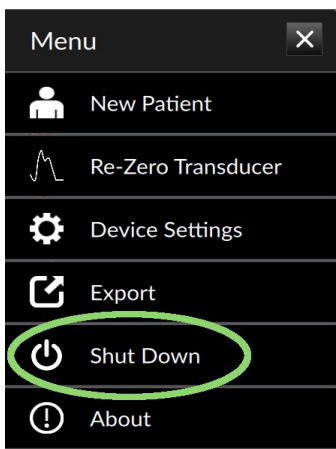 Menu
New Patient
Re-Zero Transducer
Device Settings
Export
Shut Down
About